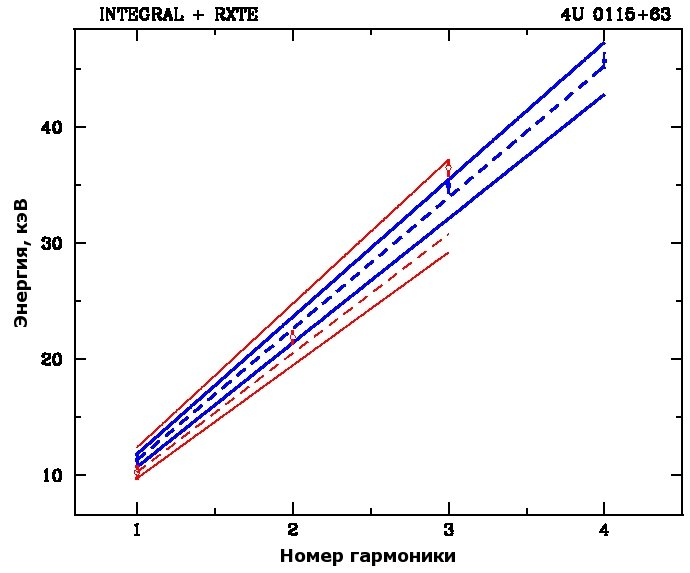 INTEGRAL + RXTE
4U 0115+63
40
30
20
10
Энергия, кэВ
1
2
3
4
Номер гармоники